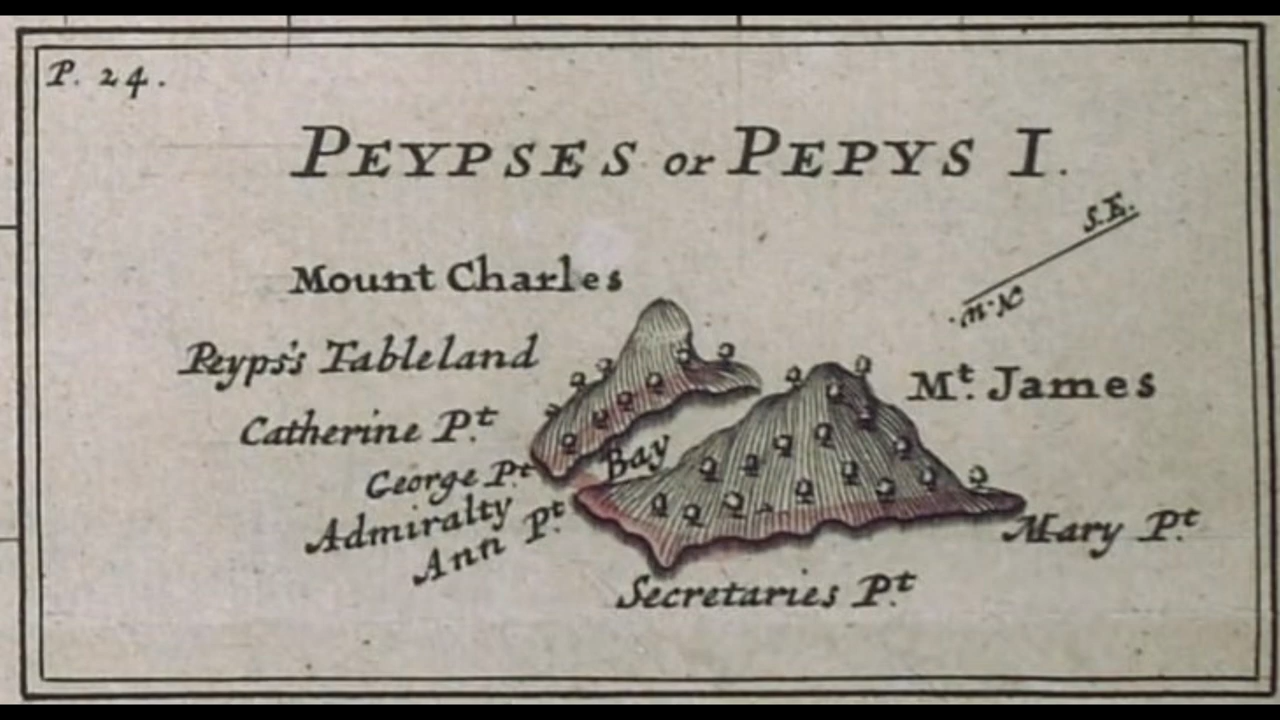 P. 24.
PEYPSES or PEPYS I.
S.E.
N.W.
Mount Charles
Peyps's Tableland
Mt. James
Catherine Pt.
George Pt.
Bay
Admiralty
Ann Pt.
Mary Pt.
Secretaries Pt.